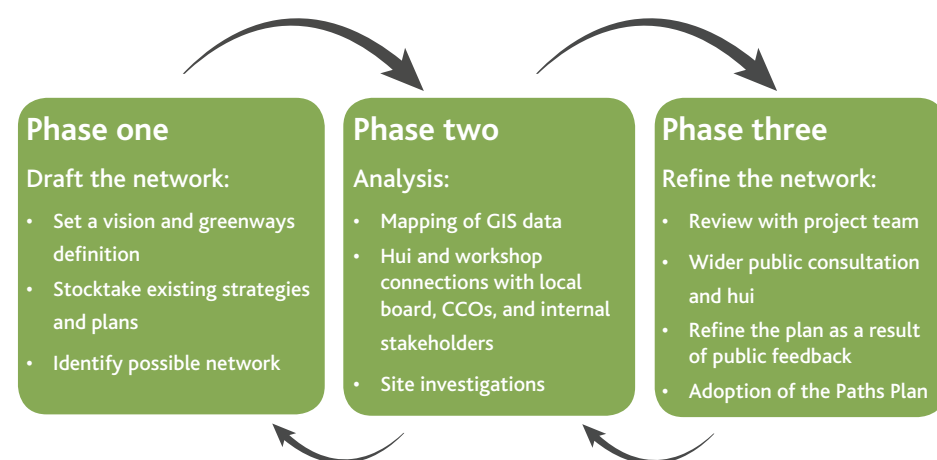 Phase one
Draft the network:
• Set a vision and greenways
definition
• Stocktake existing strategies
and plans
• Identify possible network
Phase two
Analysis:
• Mapping of GIS data
• Hui and workshop
connections with local
board, CCOs, and internal
stakeholders
• Site investigations
Phase three
Refine the network:
• Review with project team
• Wider public consultation
and hui
• Refine the plan as a result
of public feedback
• Adoption of the Paths Plan